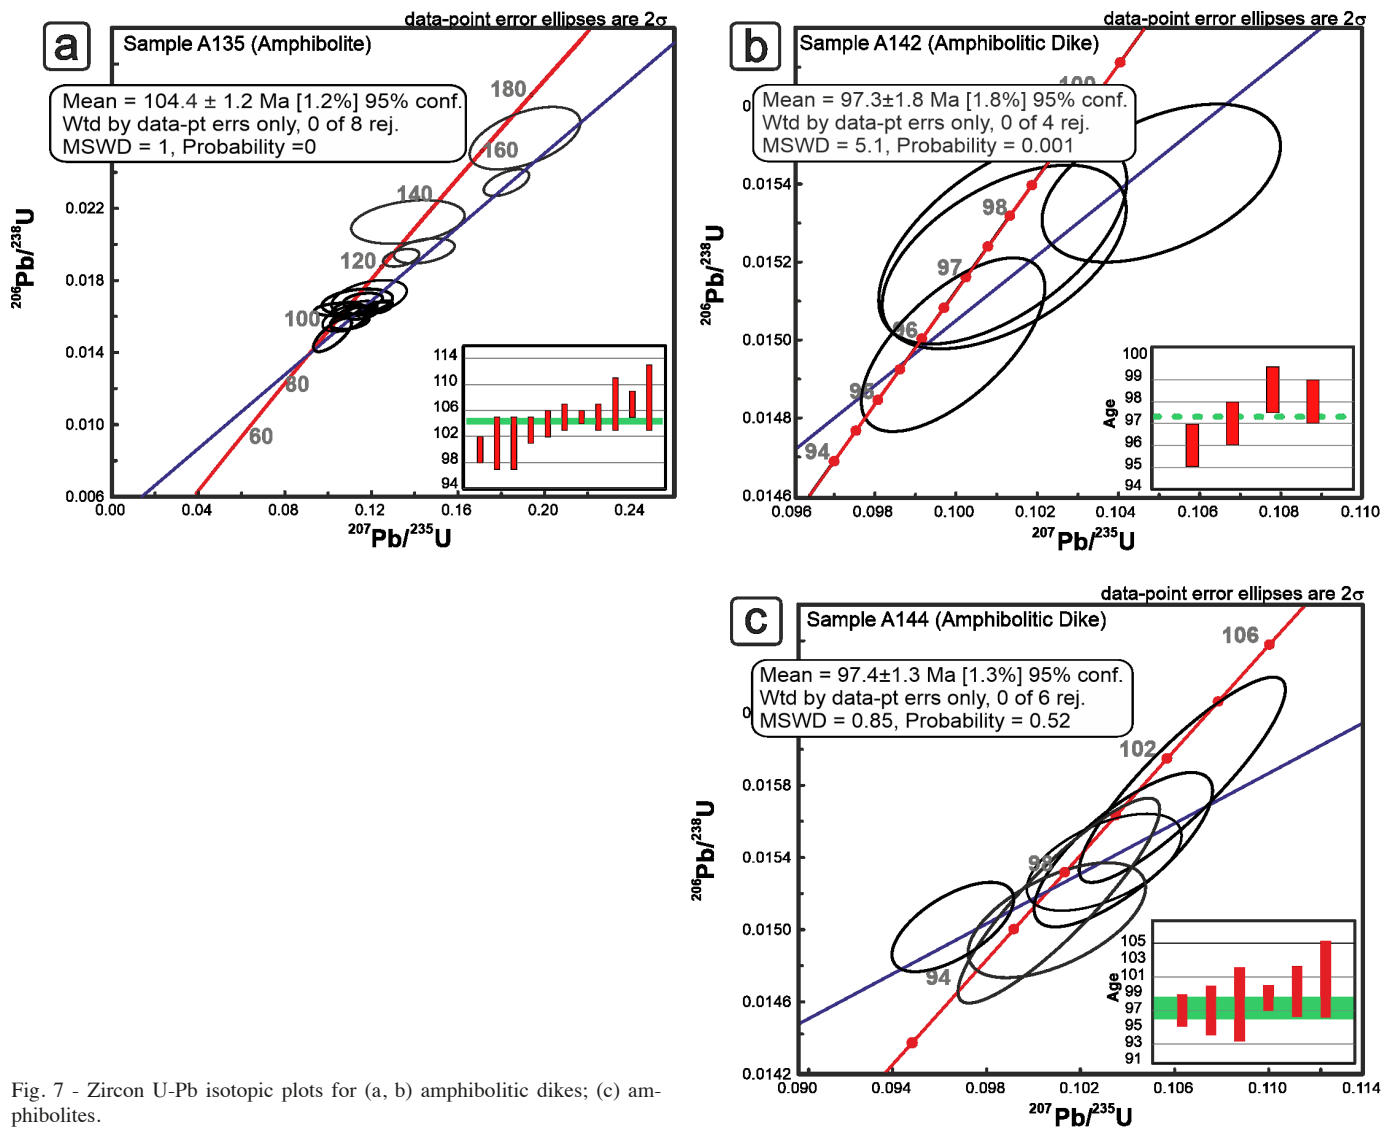 a
data-point error ellipses are 2σ
Sample A135 (Amphibolite)
0.00
Mean = 104.4 ± 1.2 Ma [1.2%] 95% conf.
Wtd by data-pt errs only, 0 of 8 rej.
MSWD = 1, Probability =0
180
160
140
120
100
80
60
0.022
0.018
0.014
0.010
0.006
206Pb/238U
0.00 0.04 0.08 0.12 0.16 0.20 0.24
207Pb/235U
114
110
106
102
98
94
b
data-point error ellipses are 2σ
Sample A142 (Amphibolitic Dike)
Mean = 97.3±1.8 Ma [1.8%] 95% conf.
Wtd by data-pt errs only, 0 of 4 rej.
MSWD = 5.1, Probability = 0.001
100
98
97
96
95
94
0.0154
0.0152
0.0150
0.0148
0.0146
206Pb/238U
0.096 0.098 0.100 0.102 0.104 0.106 0.108 0.110
207Pb/235U
Age
100
99
98
97
96
95
94
c
data-point error ellipses are 2σ
Sample A144 (Amphibolitic Dike)
Mean = 97.4±1.3 Ma [1.3%] 95% conf.
Wtd by data-pt errs only, 0 of 6 rej.
MSWD = 0.85, Probability = 0.52
106
102
98
94
0.0158
0.0154
0.0150
0.0146
0.0142
206Pb/238U
0.090 0.094 0.098 0.102 0.106 0.110 0.114
207Pb/235U
Age
105
103
101
99
97
95
93
91
Fig. 7 - Zircon U-Pb isotopic plots for (a, b) amphibolitic dikes; (c) am-
phibolites.